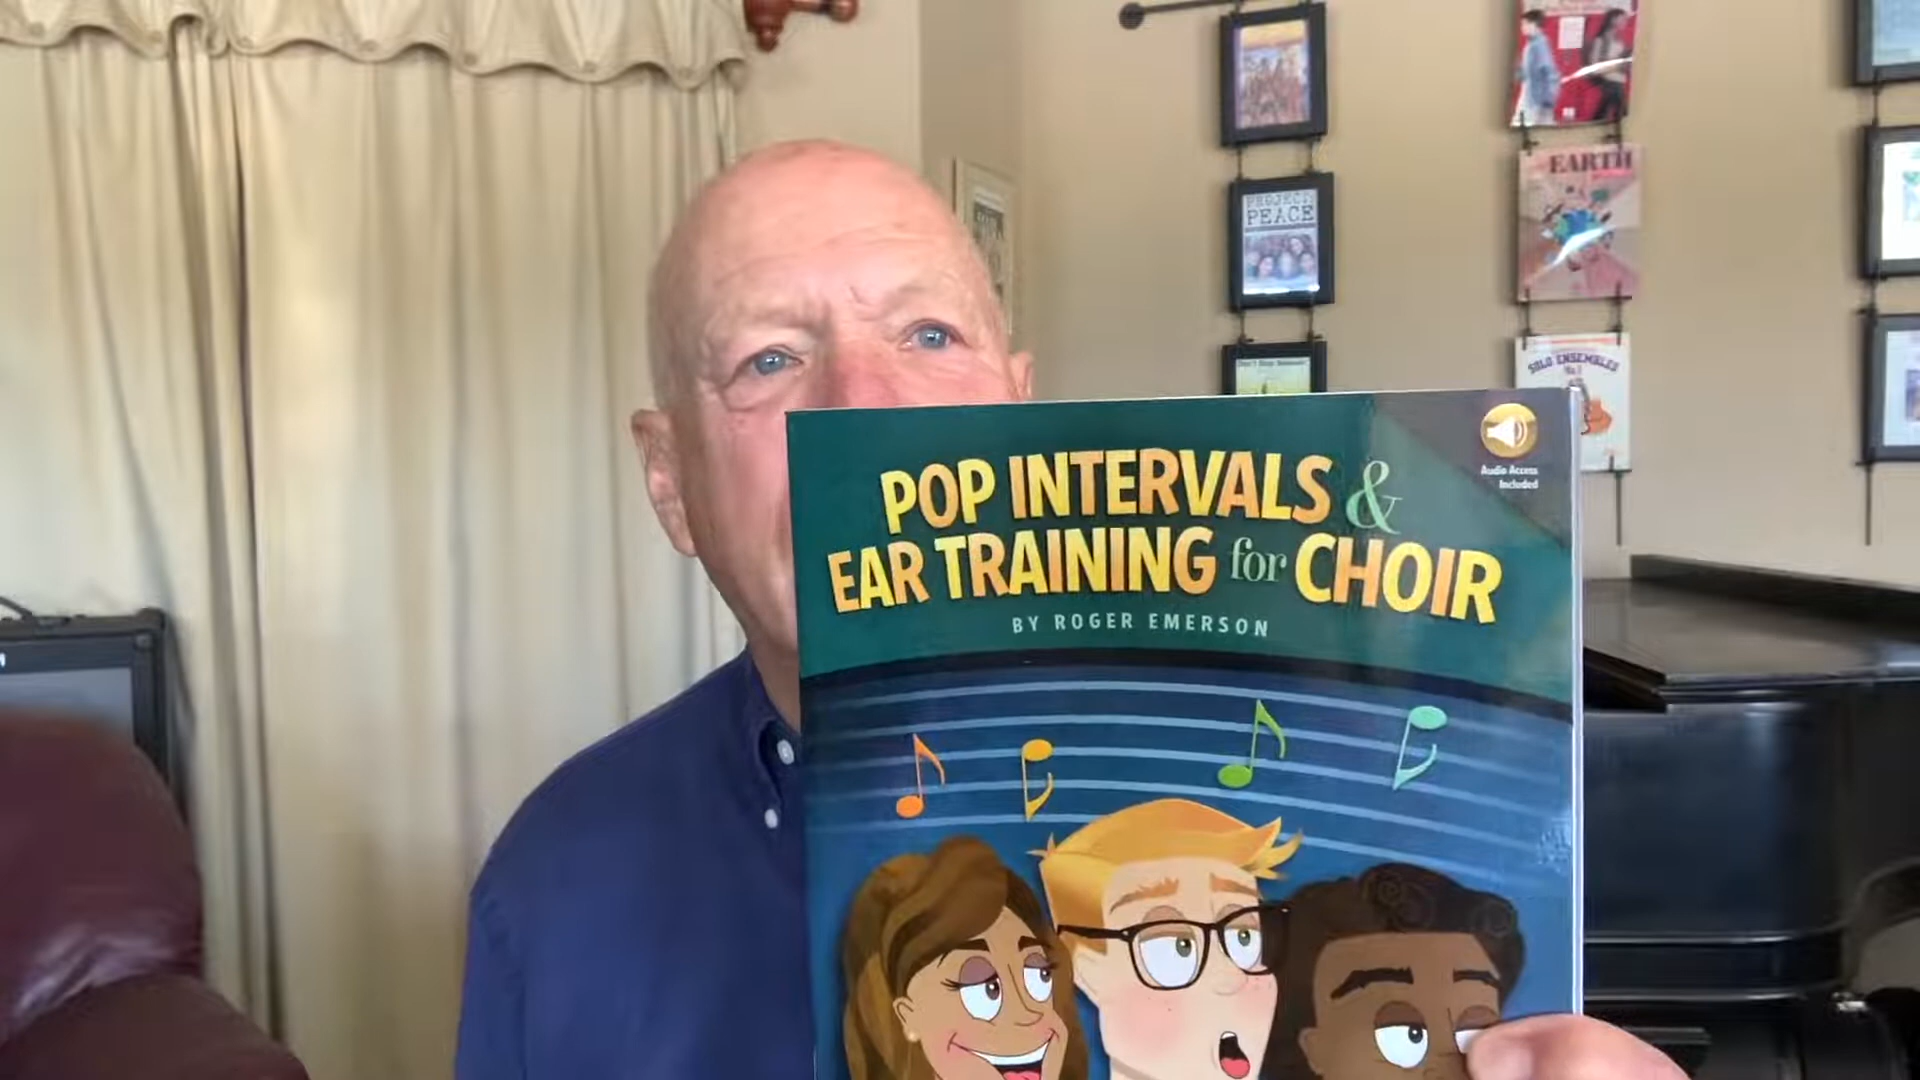 PROJECT:
PEACE
EARTH
SOLO ENSEMBLES
POP INTERVALS &
EAR TRAINING for CHOIR
BY ROGER EMERSON
Audio Access
Included